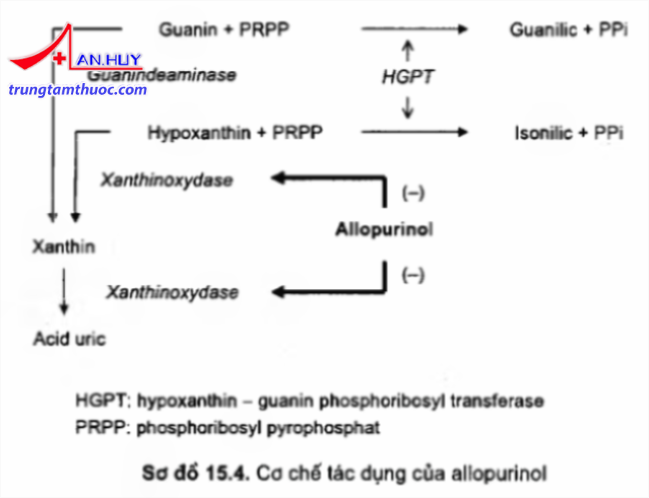 Guanin + PRPP
Guanilic + PPi
AN.HUY
Guanindeaminase
HGPT
trungtamthuoc.com
Hypoxanthin + PRPP
Isonilic + PPi
Xanthinoxydase
(–)
Allopurinol
Xanthin
(–)
Xanthinoxydase
Acid uric
HGPT: hypoxanthin – guanin phosphoribosyl transferase
PRPP: phosphoribosyl pyrophosphat
Sơ đồ 15.4. Cơ chế tác dụng của allopurinol